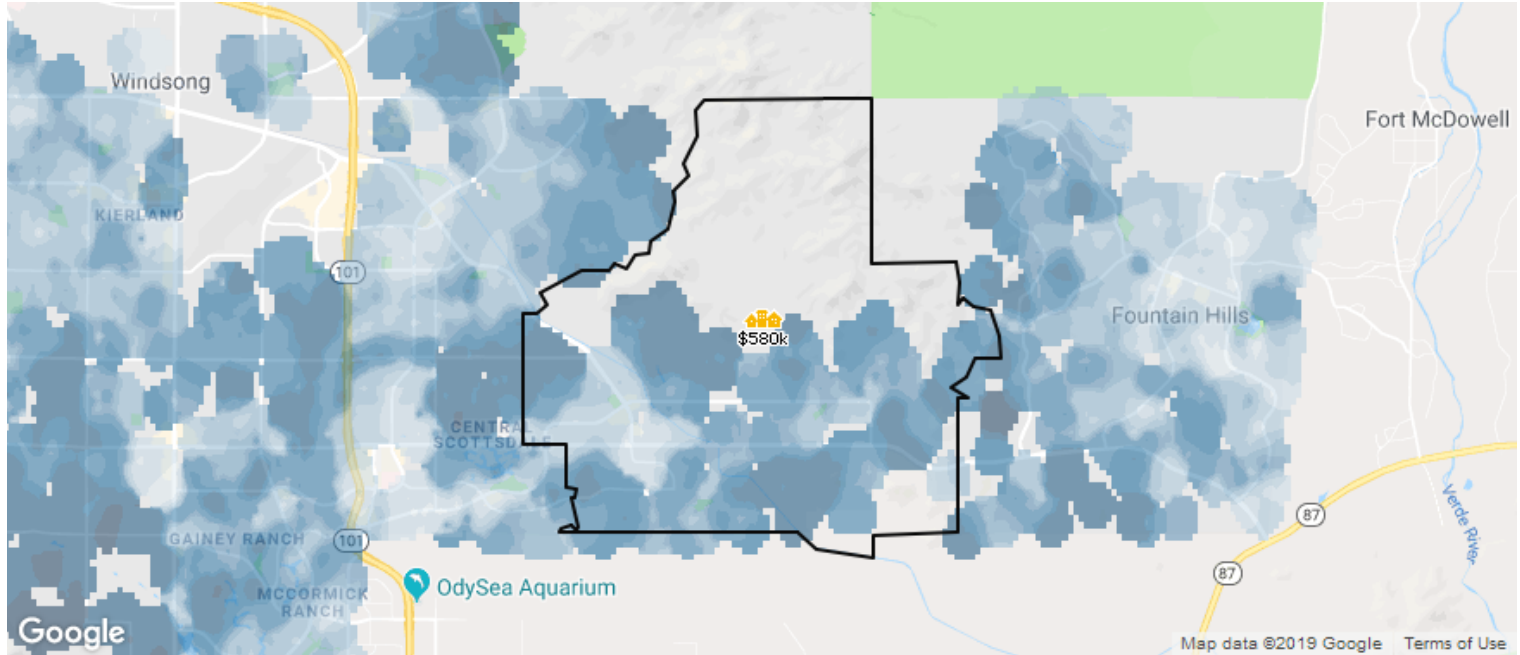 Windsong
Fort McDowell
KIERLAND
101
$580k
Fountain Hills
CENTRAL
SCOTTSDALE
87
Verde River
GAINEY RANCH
101
87
OdySea Aquarium
MCCORMICK
RANCH
Google
Map data ©2019 Google
Terms of Use